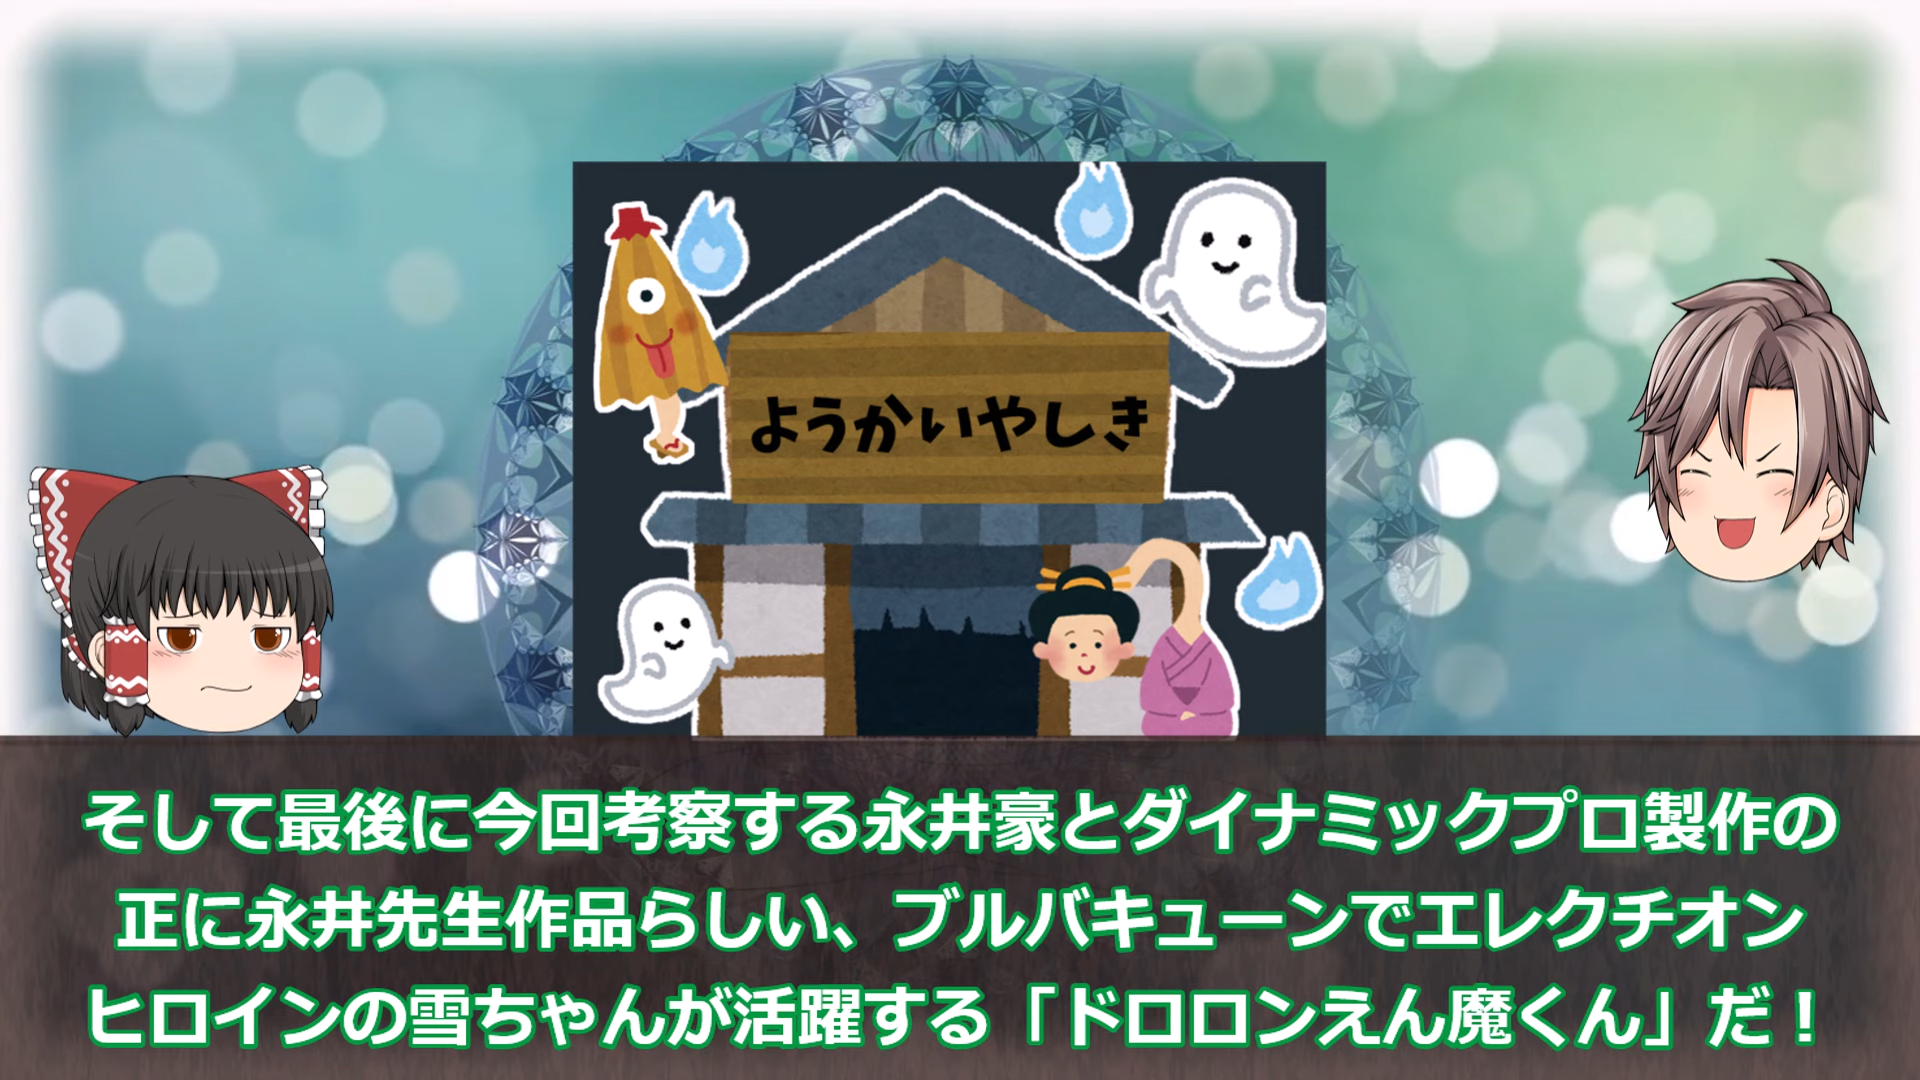 ようかいやしき
そして最後に今回考察する永井豪とダイナミックプロ製作の
正に永井先生作品らしい、ブルバキューーンでエレクチオン
ヒロインの雪ちゃんが活躍する「ドロロンえん魔くん」だ！